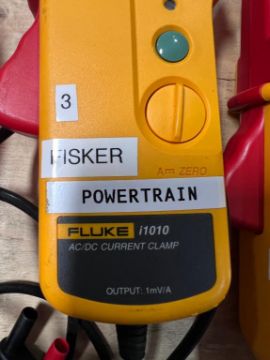 3
FISKER
Am ZERO
POWERTRAIN
FLUKE i1010
AC/DC CURRENT CLAMP
OUTPUT: 1mV/A